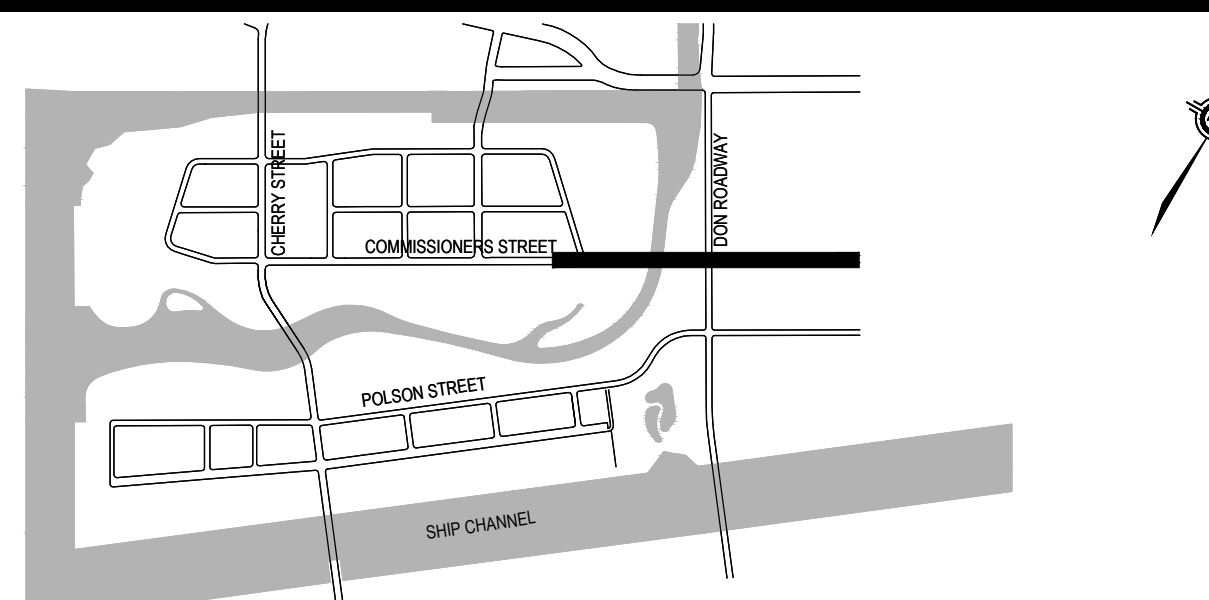 CHERRY STREET
DON ROADWAY
COMMISSIONERS STREET
POLSON STREET
SHIP CHANNEL